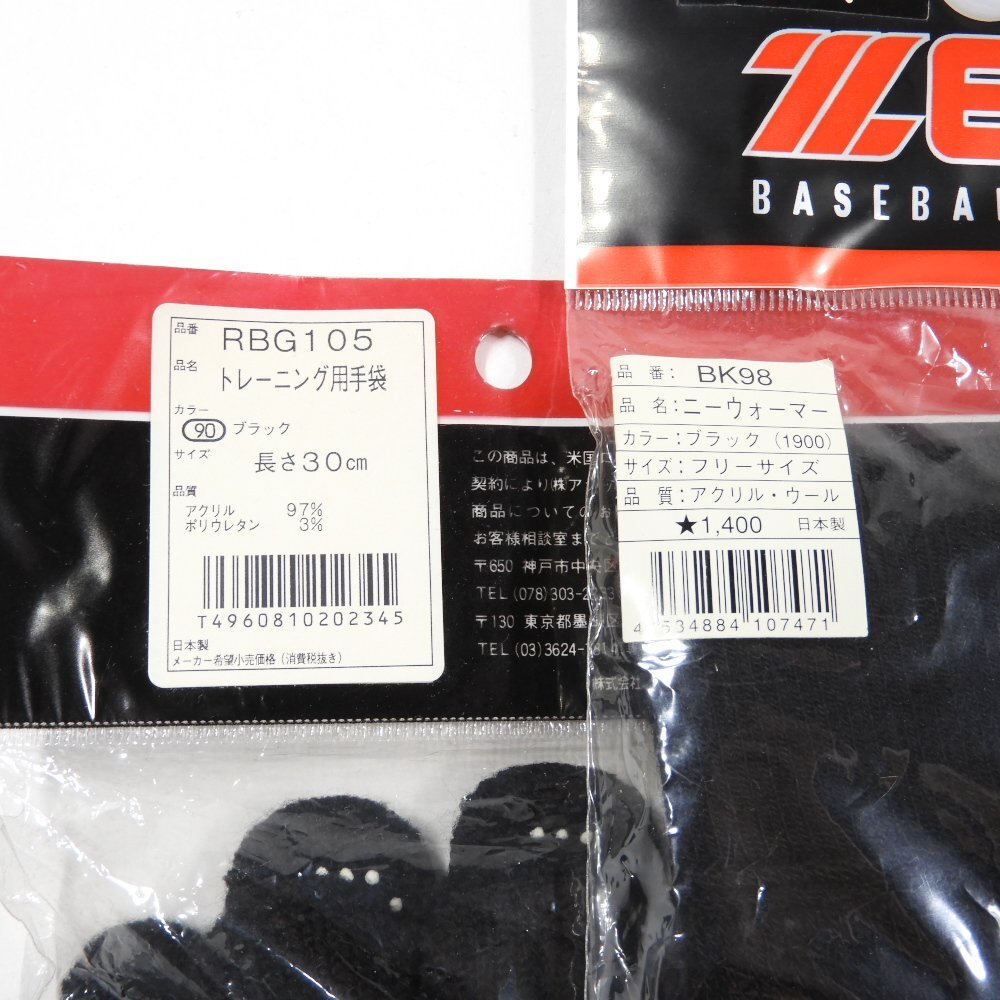 ZE
BASEBA
品番 RBG105
品名 トレーニング用手袋
カラー
90 ブラック
サイズ
長さ30cm
品質
アクリル 97%
ポリウレタン 3%
T4960810202345
日本製
メーカー希望小売価格(消費税抜き)
この商品は、米国
契約により(株)ア
商品についてのお
お客様相談室まで
〒650 神戸市中央区
TEL (078)303-2
〒130 東京都墨
TEL (03)3624-
株式会社
品 番: BK98
品 名:ニーウォーマー
カラー:ブラック(1900)
サイズ:フリーサイズ
品 質:アクリル・ウール
★1,400 日本製
534884 107471